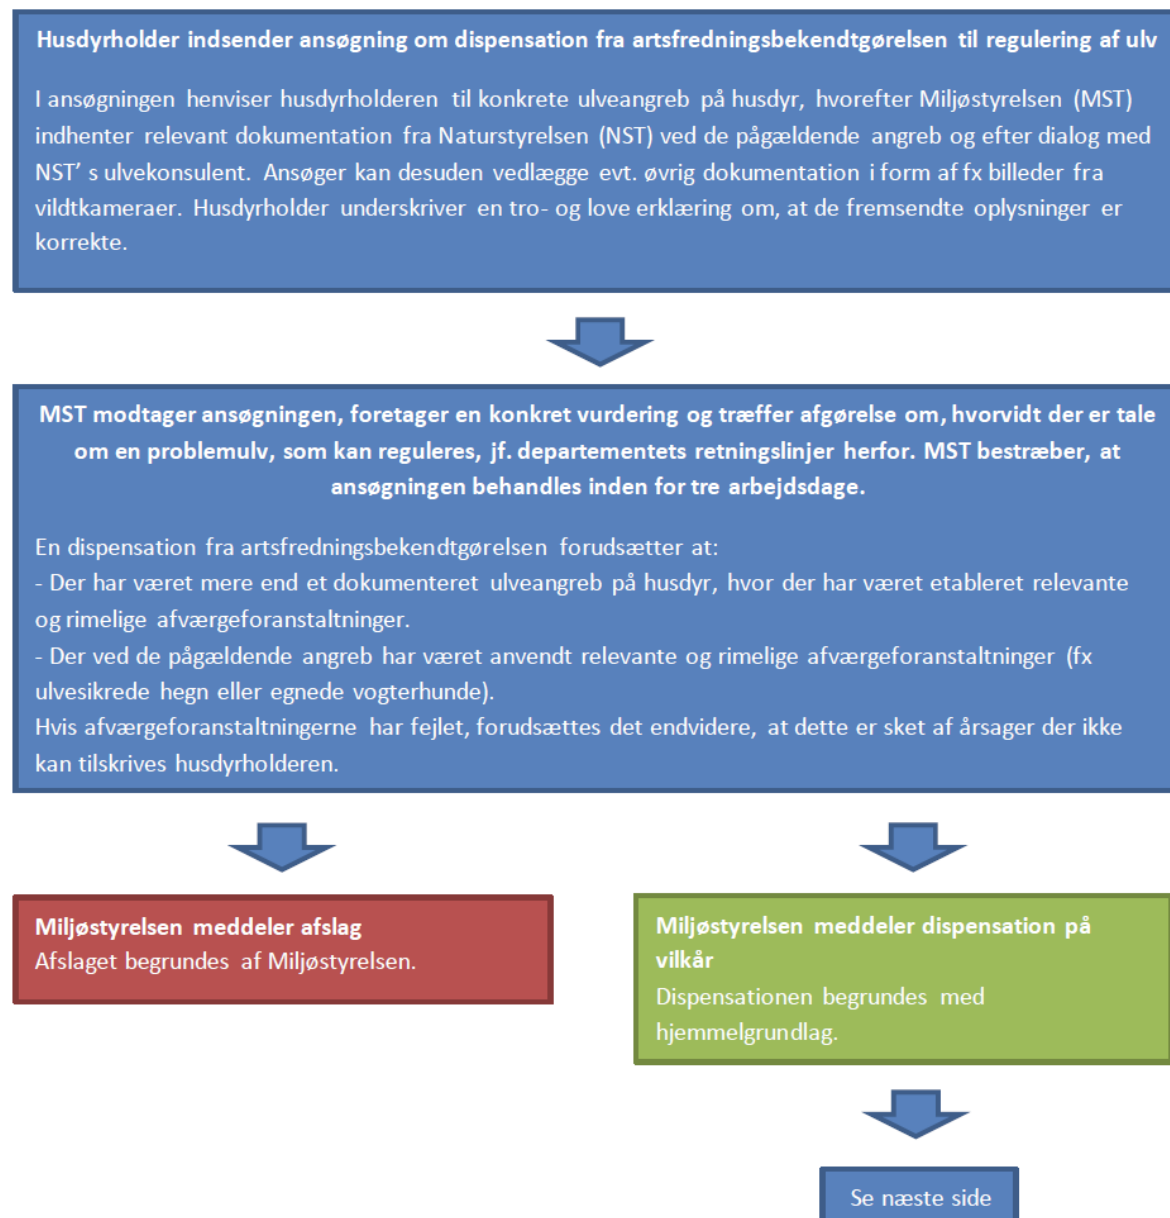 Husdyrholder indsender ansøgning om dispensation fra artsfredningsbekendtgørelsen til regulering af ulv
I ansøgningen henviser husdyrholderen til konkrete ulveangreb på husdyr, hvorefter Miljøstyrelsen (MST)
indhenter relevant dokumentation fra Naturstyrelsen (NST) ved de pågældende angreb og efter dialog med
NST' s ulvekonsulent. Ansøger kan desuden vedlægge evt. øvrig dokumentation i form af fx billeder fra
vildtkameraer. Husdyrholder underskriver en tro- og love erklæring om, at de fremsendte oplysninger er
korrekte.
MST modtager ansøgningen, foretager en konkret vurdering og træffer afgørelse om, hvorvidt der er tale
om en problemulv, som kan reguleres, jf. departementets retningslinjer herfor. MST bestræber, at
ansøgningen behandles inden for tre arbejdsdage.
En dispensation fra artsfredningsbekendtgørelsen forudsætter at:
- Der har været mere end et dokumenteret ulveangreb på husdyr, hvor der har været etableret relevante
og rimelige afværgeforanstaltninger.
- Der ved de pågældende angreb har været anvendt relevante og rimelige afværgeforanstaltninger (fx
ulvesikrede hegn eller egnede vogterhunde).
Hvis afværgeforanstaltningerne har fejlet, forudsættes det endvidere, at dette er sket af årsager der ikke
kan tilskrives husdyrholderen.
Miljøstyrelsen meddeler afslag
Afslaget begrundes af Miljøstyrelsen.
Miljøstyrelsen meddeler dispensation på
vilkår
Dispensationen begrundes med
hjemmelgrundlag.
Se næste side